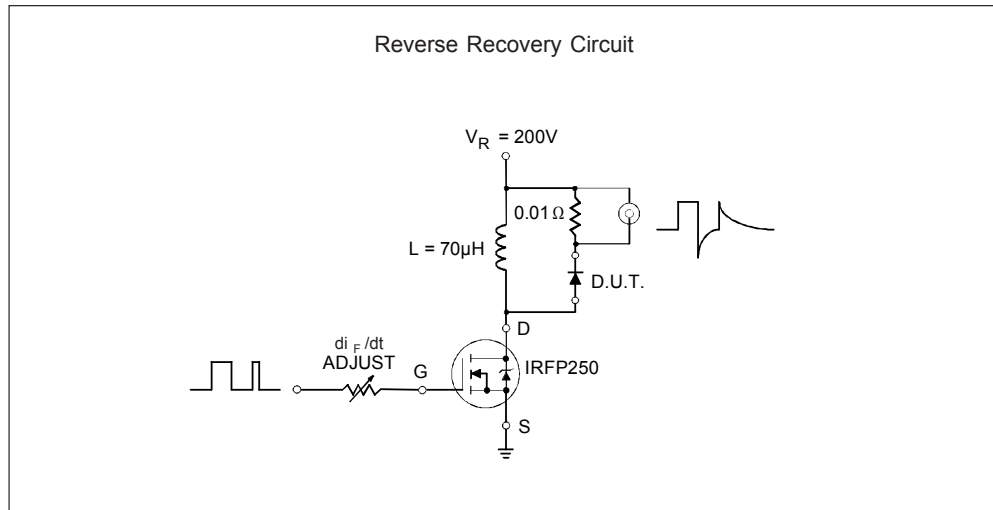 Reverse Recovery Circuit
V_R = 200V
0.01 Ω
L = 70µH
D.U.T.
D
di_F/dt
ADJUST
G
IRFP250
S